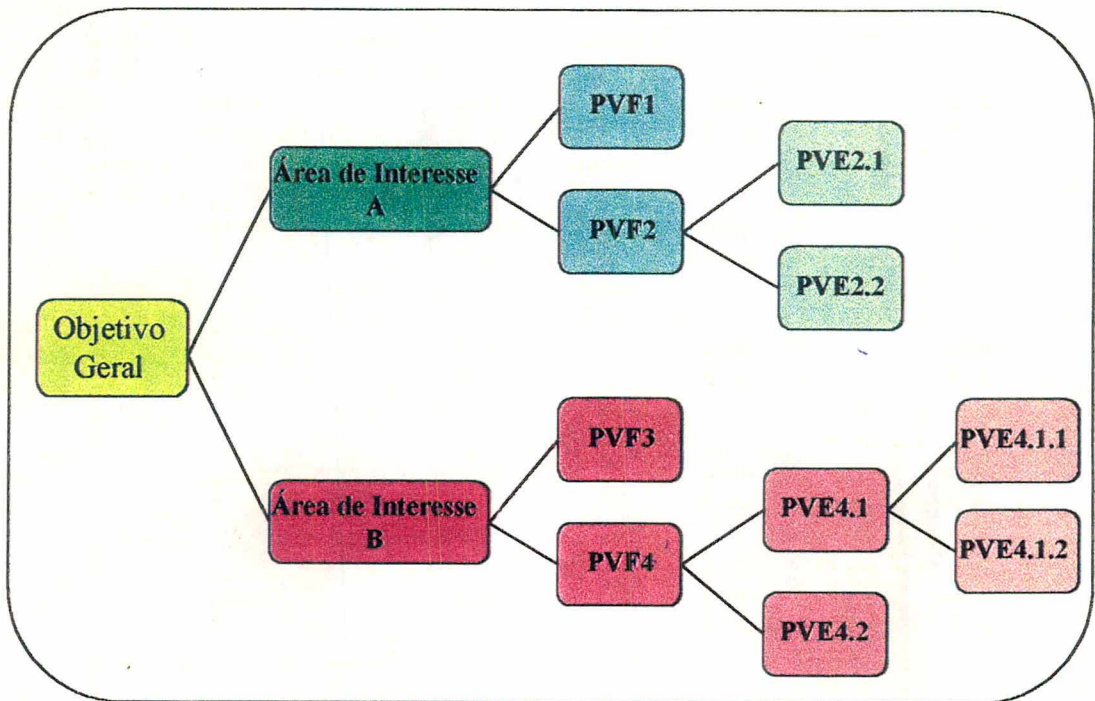 Objetivo
Geral
Área de Interesse
A
PVF1
PVF2
PVE2.1
PVE2.2
Área de Interesse
B
PVF3
PVF4
PVE4.1
PVE4.2
PVE4.1.1
PVE4.1.2